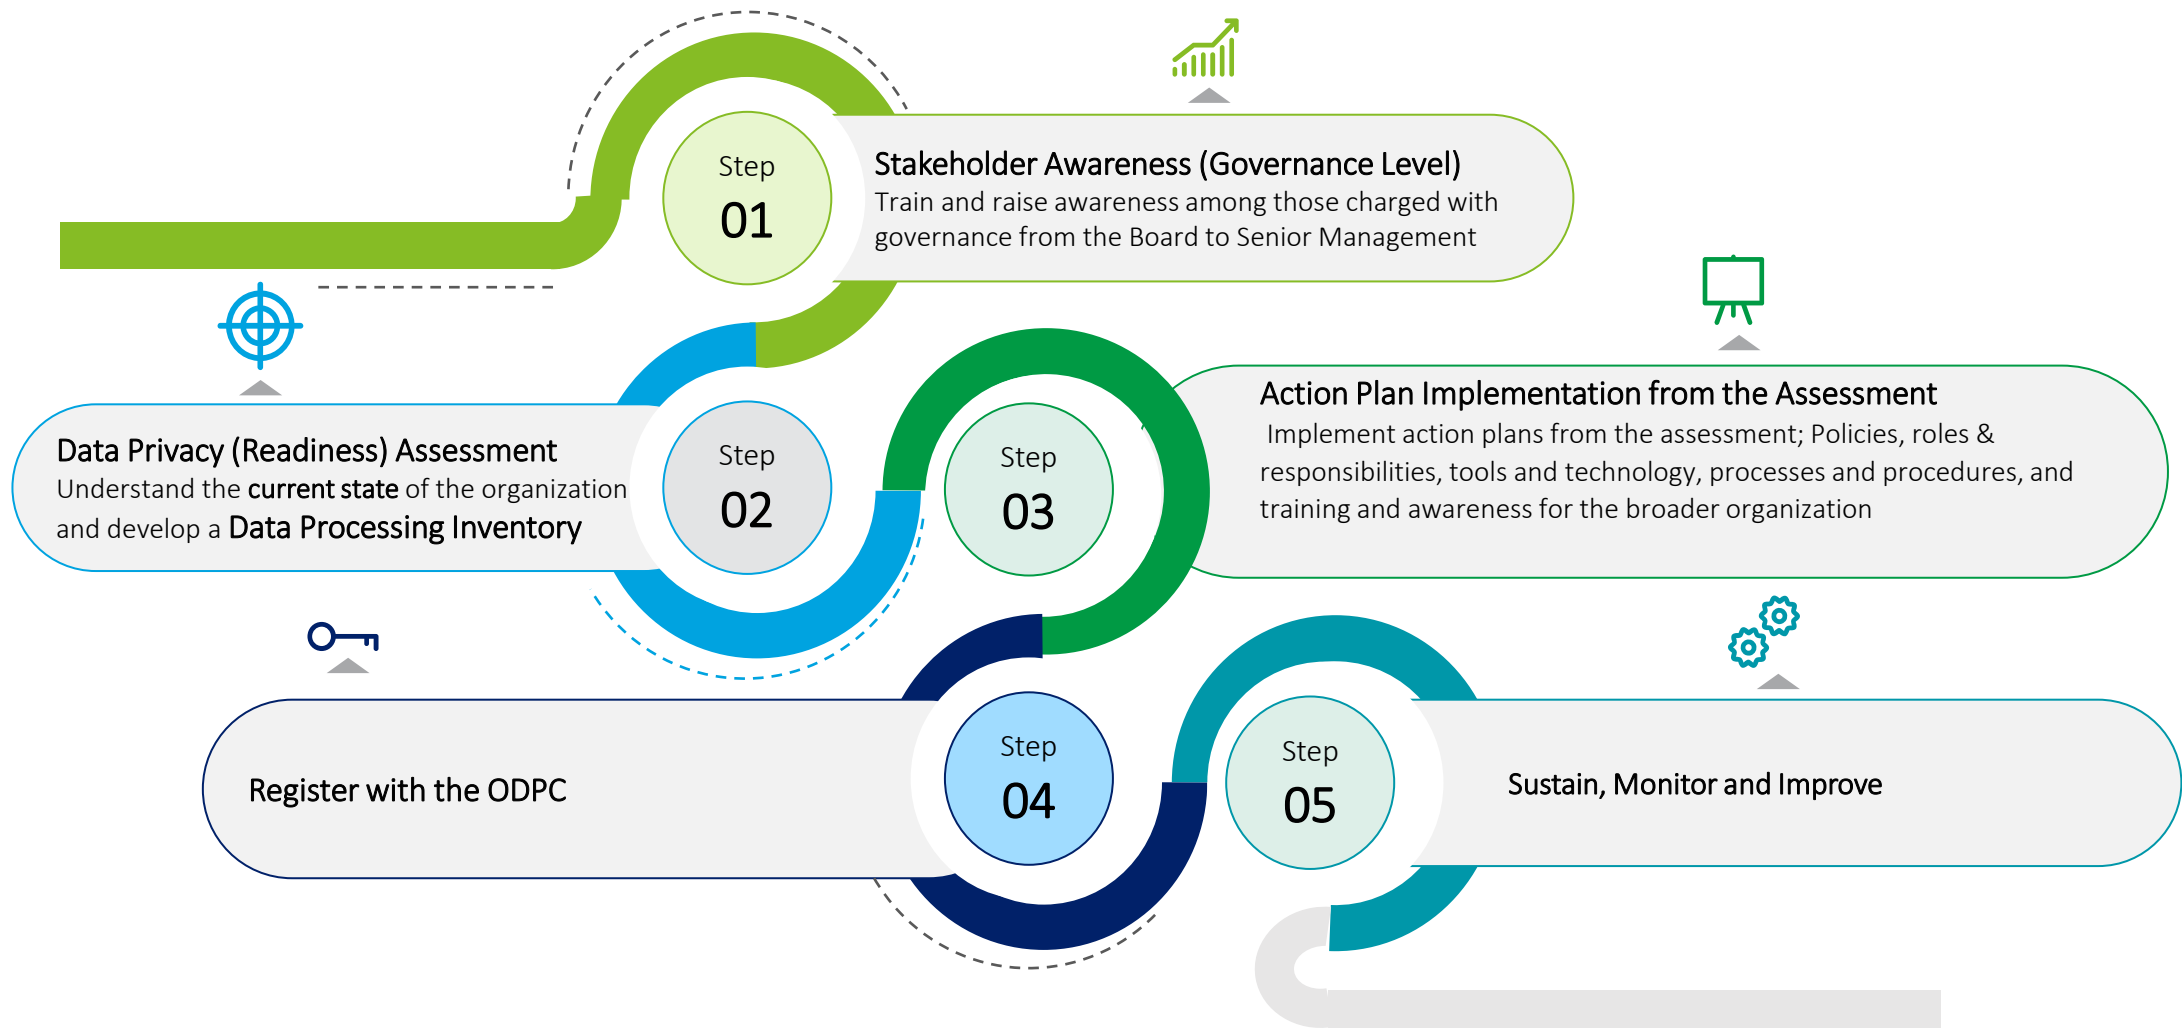 Step
01
Stakeholder Awareness (Governance Level)
Train and raise awareness among those charged with
governance from the Board to Senior Management
Step
02
Data Privacy (Readiness) Assessment
Understand the current state of the organization
and develop a Data Processing Inventory
Step
03
Action Plan Implementation from the Assessment
Implement action plans from the assessment; Policies, roles &
responsibilities, tools and technology, processes and procedures, and
training and awareness for the broader organization
Step
04
Register with the ODPC
Step
05
Sustain, Monitor and Improve